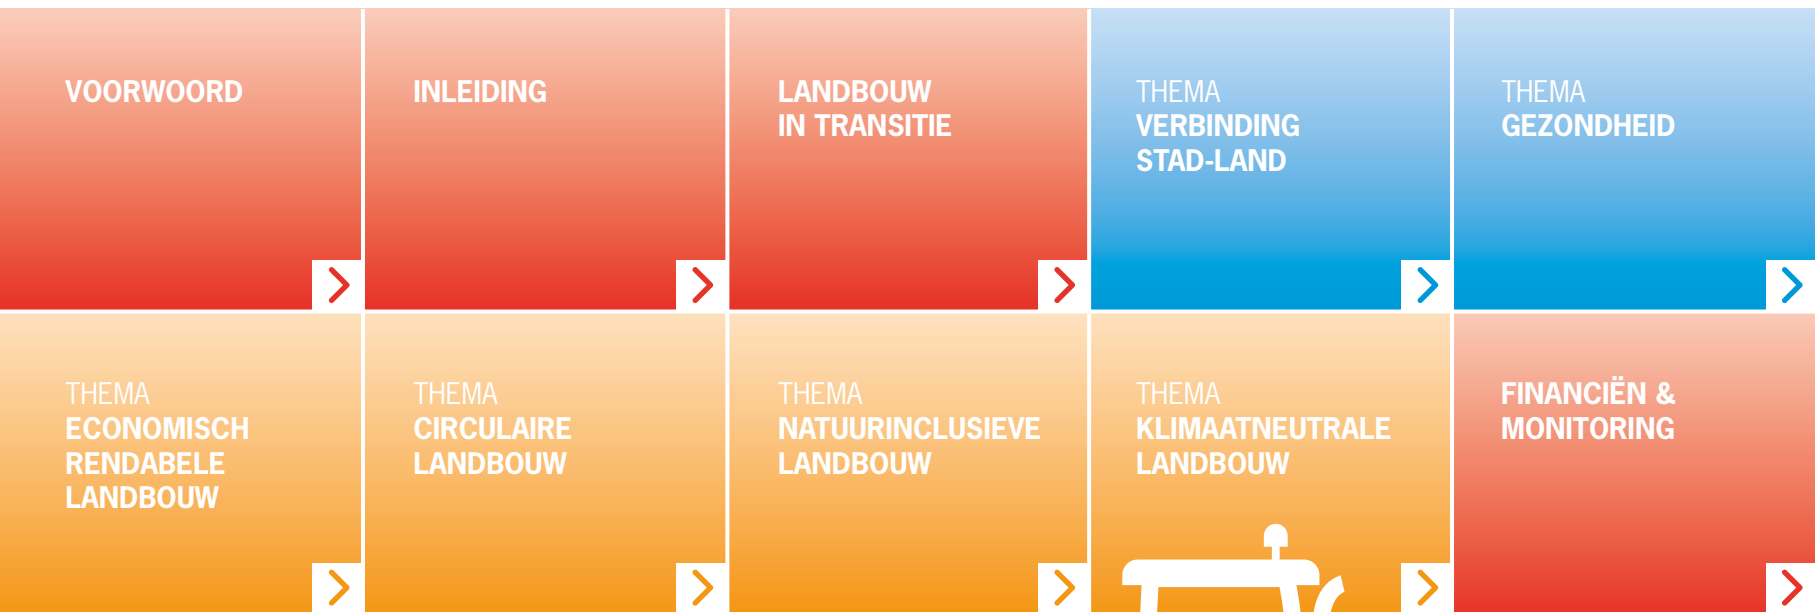 VOORWOORD
INLEIDING
LANDBOUW
IN TRANSITIE
THEMA
VERBINDING
STAD-LAND
THEMA
GEZONDHEID
THEMA
ECONOMISCH
RENDABELE
LANDBOUW
THEMA
CIRCULAIRE
LANDBOUW
THEMA
NATUURINCLUSIEVE
LANDBOUW
THEMA
KLIMAATNEUTRALE
LANDBOUW
FINANCIËN &
MONITORING